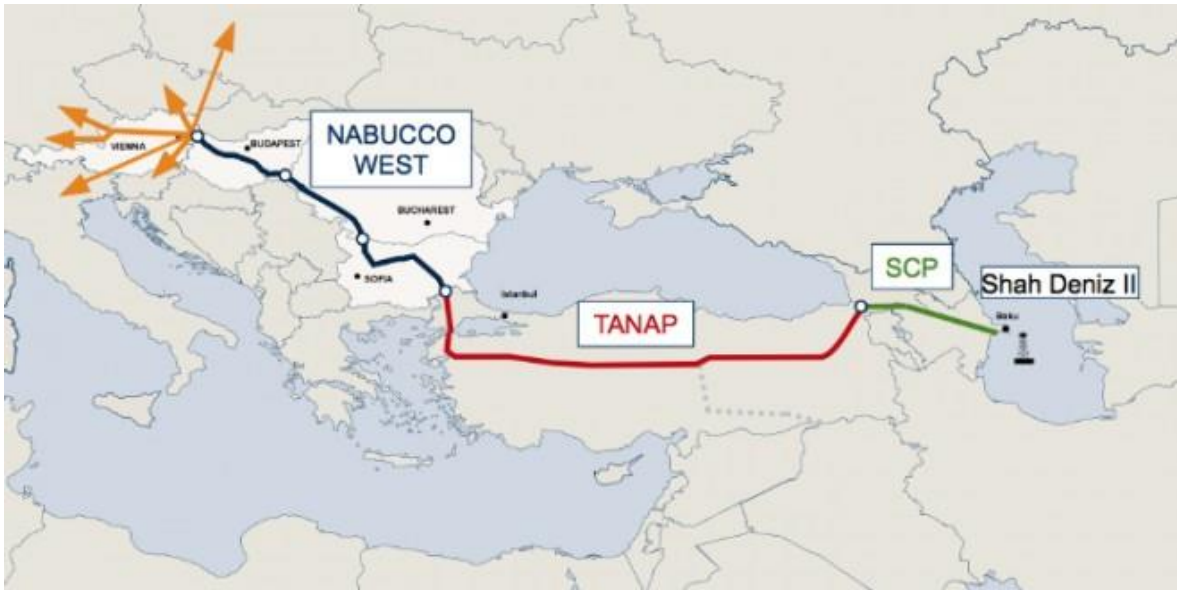 NABUCCO
WEST
VIENNA
BUDAPEST
BUCHAREST
SOFIA
Istanbul
TANAP
SCP
Shah Deniz II
Baku